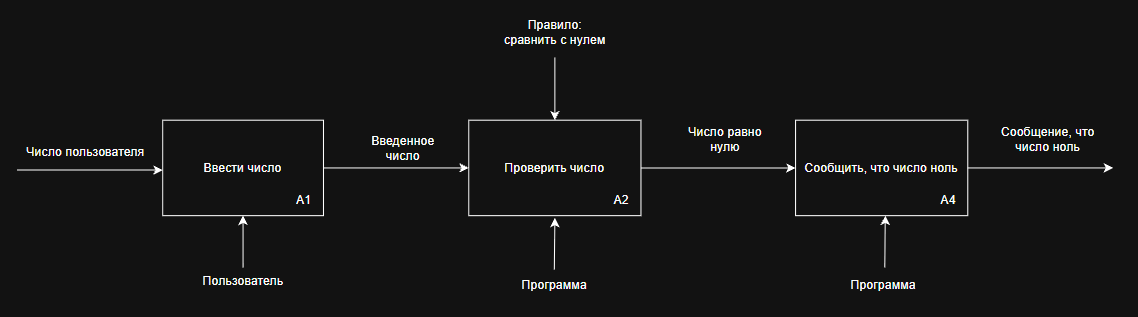 Правило:
сравнить с нулем
Число пользователя
Ввести число
A1
Введенное
число
Проверить число
A2
Число равно
нулю
Сообщить, что число ноль
A4
Сообщение, что
число ноль
Пользователь
Программа
Программа